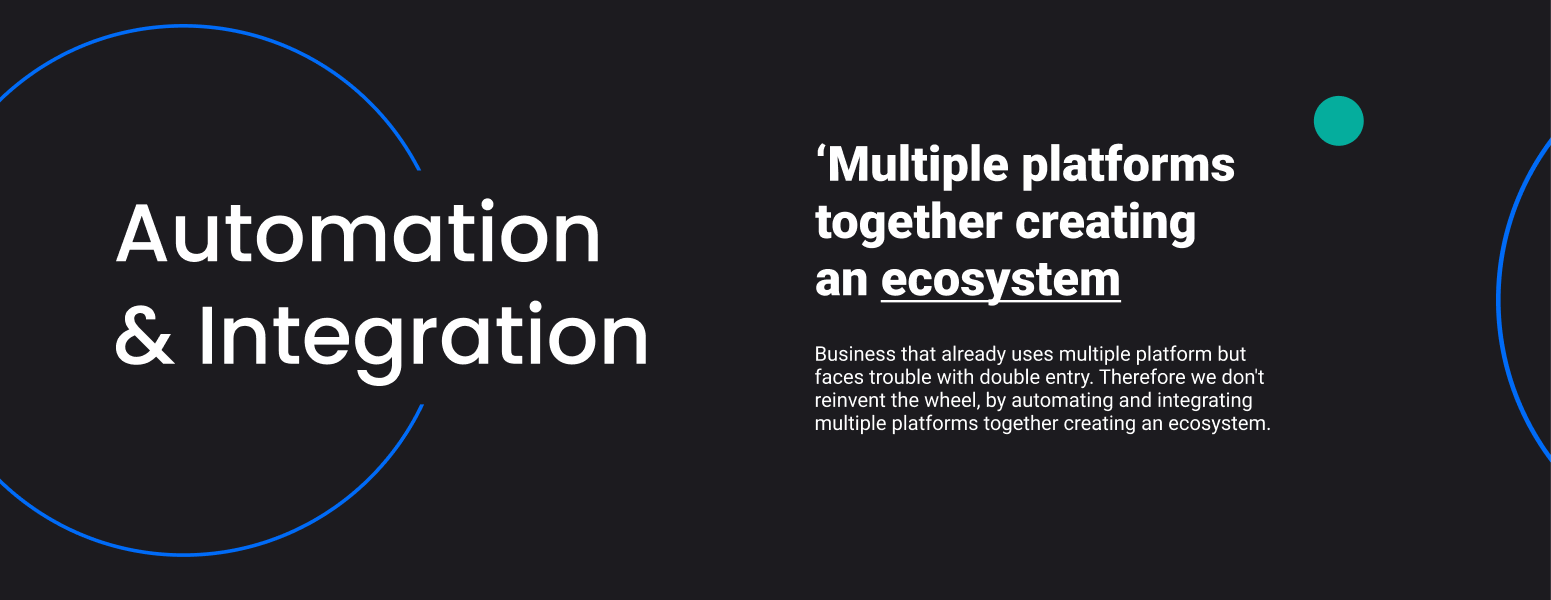 Automation
& Integration
‘Multiple platforms
together creating
an ecosystem
Business that already uses multiple platform but
faces trouble with double entry. Therefore we don't
reinvent the wheel, by automating and integrating
multiple platforms together creating an ecosystem.